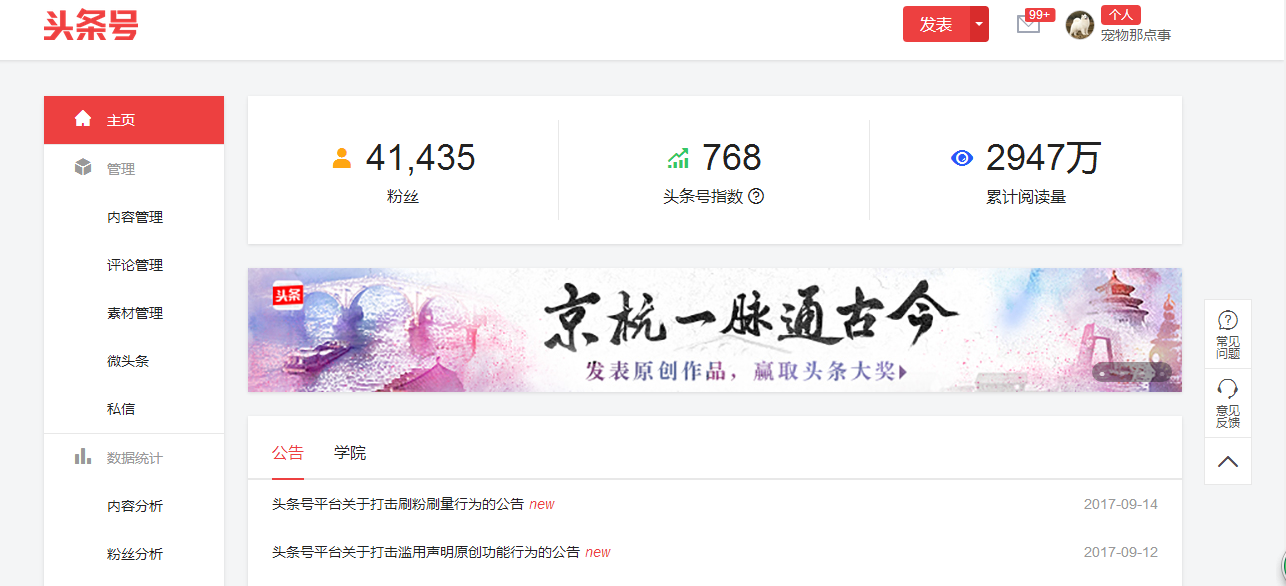 头条号
发表
99+
个人
宠物那点事
主页
管理
内容管理
评论管理
素材管理
微头条
私信
数据统计
内容分析
粉丝分析
41,435
粉丝
768
头条号指数
2947万
累计阅读量
头条
京杭一脉通古今
发表原创作品，赢取头条大奖
公告
学院
头条号平台关于打击刷粉刷量行为的公告 new
2017-09-14
头条号平台关于打击滥用声明原创功能行为的公告 new
2017-09-12
常见
问题
意见
反馈